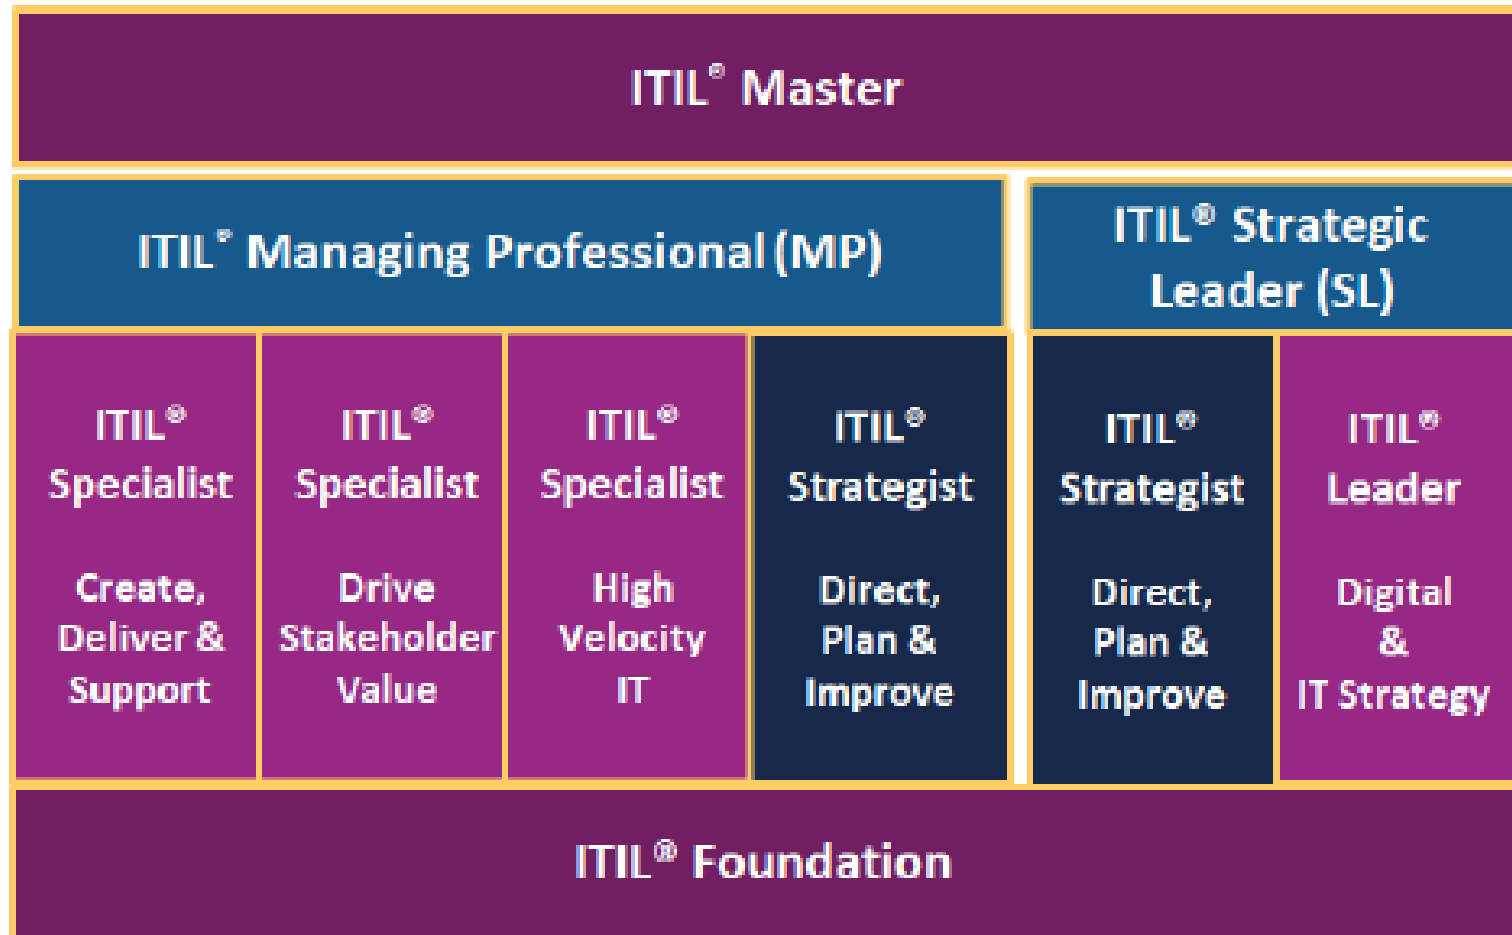 ITIL® Master
ITIL® Managing Professional (MP)
ITIL® Strategic
Leader (SL)
ITIL®
Specialist
Create,
Deliver &
Support
ITIL®
Specialist
Drive
Stakeholder
Value
ITIL®
Specialist
High
Velocity
IT
ITIL®
Strategist
Direct,
Plan &
Improve
ITIL®
Strategist
Direct,
Plan &
Improve
ITIL®
Leader
Digital
&
IT Strategy
ITIL® Foundation